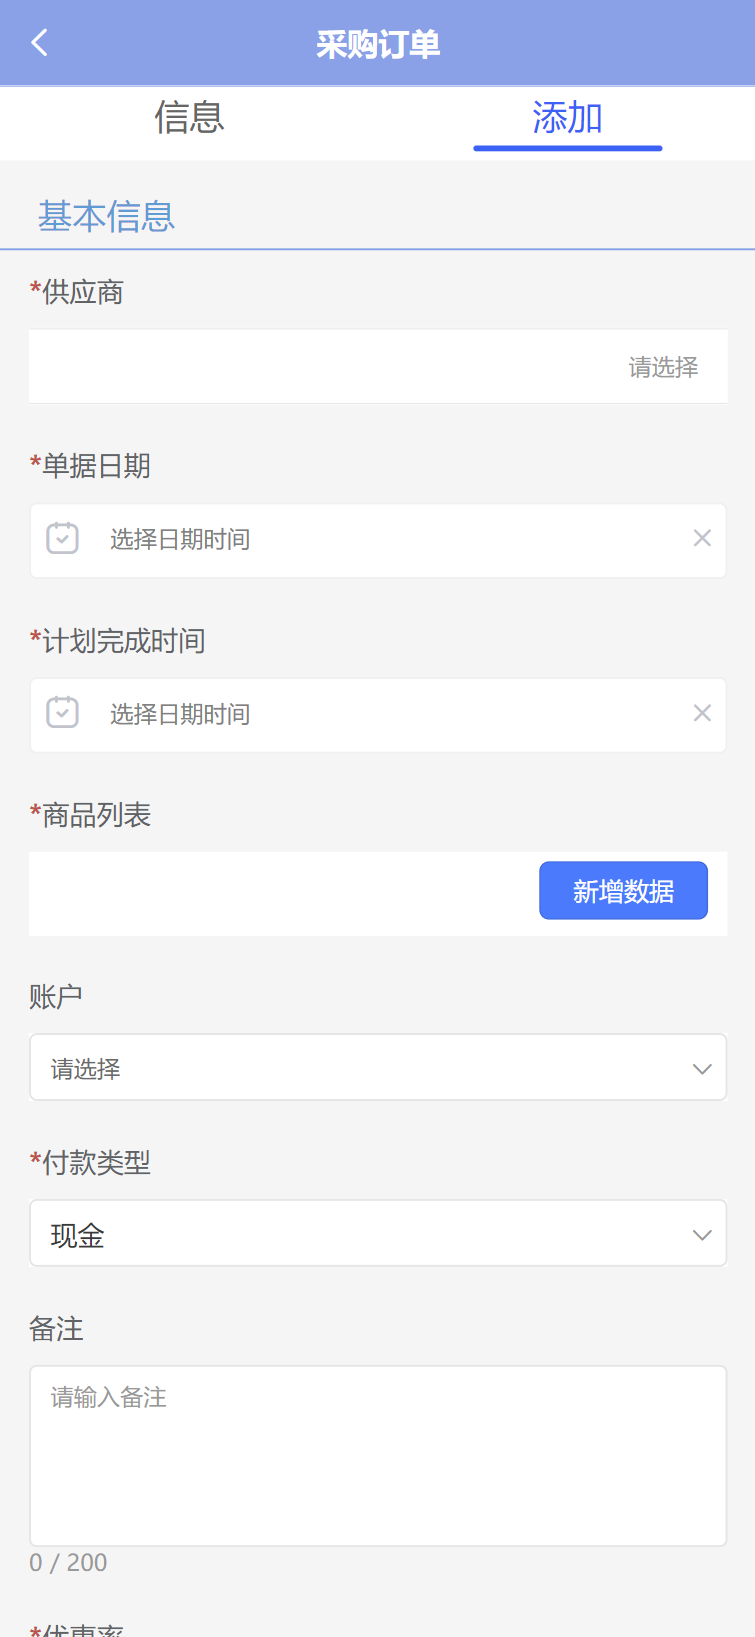 采购订单
信息 添加
基本信息
*供应商
请选择
*单据日期
选择日期时间
*计划完成时间
选择日期时间
*商品列表
新增数据
账户
请选择
*付款类型
现金
备注
请输入备注
0 / 200
*优惠率